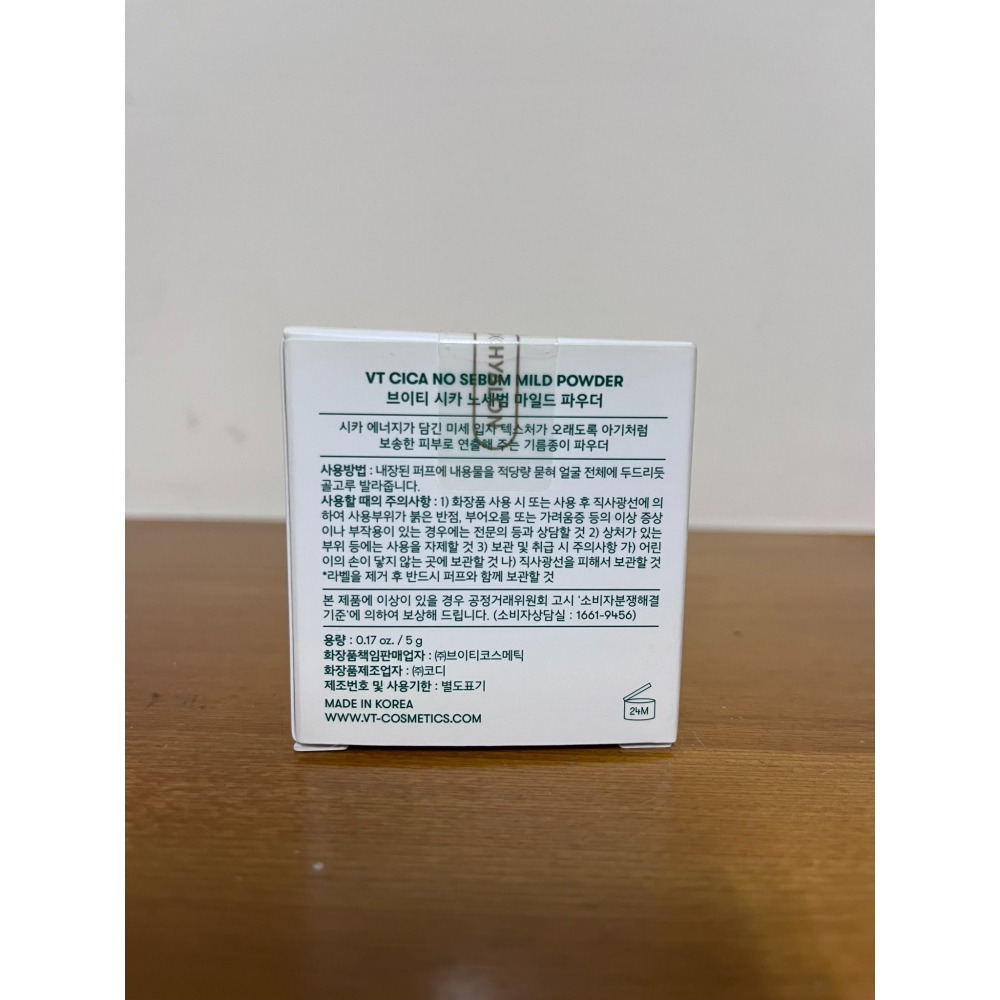 XHYALON
VT CICA NO SEBUM MILD POWDER
브이티 시카 노세범 마일드 파우더
시카 에너지가 담긴 미세 입자 텍스처가 오래도록 아기처럼
보송한 피부로 연출해 주는 기름종이 파우더
사용방법 : 내장된 퍼프에 내용물을 적당량 묻혀 얼굴 전체에 두드리듯
골고루 발라줍니다.
사용할 때의 주의사항 : 1) 화장품 사용 시 또는 사용 후 직사광선에 의
하여 사용부위가 붉은 반점, 부어오름 또는 가려움증 등의 이상 증상
이나 부작용이 있는 경우에는 전문의 등과 상담할 것 2) 상처가 있는
부위 등에는 사용을 자제할 것 3) 보관 및 취급 시 주의사항 가) 어린
이의 손이 닿지 않는 곳에 보관할 것 나) 직사광선을 피해서 보관할 것
*라벨을 제거 후 반드시 퍼프와 함께 보관할 것
본 제품에 이상이 있을 경우 공정거래위원회 고시 '소비자분쟁해결
기준'에 의하여 보상해 드립니다. (소비자상담실 : 1661-9456)
용량 : 0.17 oz. / 5 g
화장품책임판매업자 : ㈜브이티코스메틱
화장품제조업자 : ㈜코디
제조번호 및 사용기한 : 별도표기
MADE IN KOREA
WWW.VT-COSMETICS.COM
24M